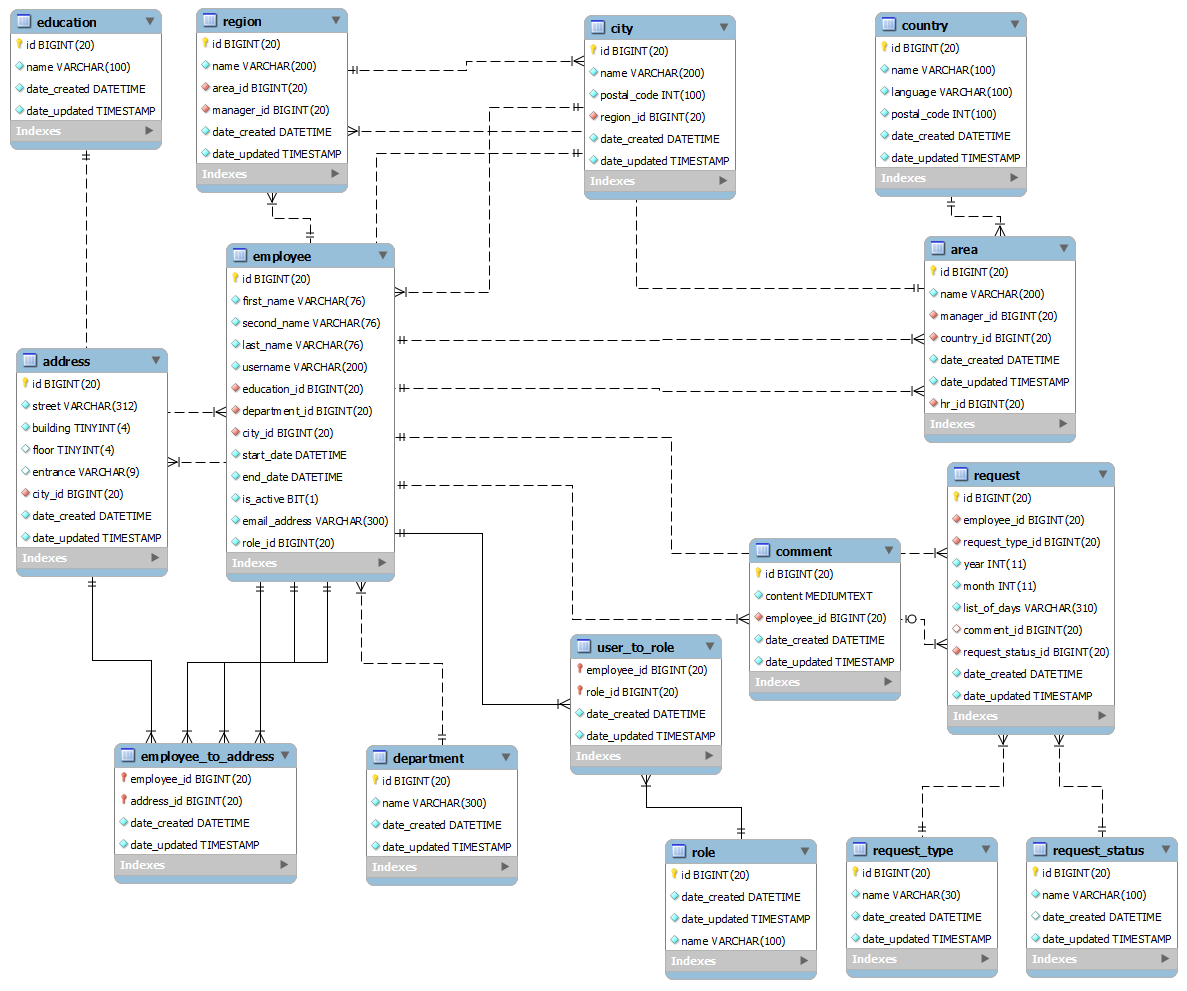 education
id BIGINT(20)
name VARCHAR(100)
date_created DATETIME
date_updated TIMESTAMP
Indexes
region
id BIGINT(20)
name VARCHAR(200)
area_id BIGINT(20)
manager_id BIGINT(20)
date_created DATETIME
date_updated TIMESTAMP
Indexes
city
id BIGINT(20)
name VARCHAR(200)
postal_code INT(100)
region_id BIGINT(20)
date_created DATETIME
date_updated TIMESTAMP
Indexes
country
id BIGINT(20)
name VARCHAR(100)
language VARCHAR(100)
postal_code INT(100)
date_created DATETIME
date_updated TIMESTAMP
Indexes
employee
id BIGINT(20)
first_name VARCHAR(76)
second_name VARCHAR(76)
last_name VARCHAR(76)
username VARCHAR(200)
education_id BIGINT(20)
department_id BIGINT(20)
city_id BIGINT(20)
start_date DATETIME
end_date DATETIME
is_active BIT(1)
email_address VARCHAR(300)
role_id BIGINT(20)
Indexes
area
id BIGINT(20)
name VARCHAR(200)
manager_id BIGINT(20)
country_id BIGINT(20)
date_created DATETIME
date_updated TIMESTAMP
hr_id BIGINT(20)
Indexes
address
id BIGINT(20)
street VARCHAR(312)
building TINYINT(4)
floor TINYINT(4)
entrance VARCHAR(9)
city_id BIGINT(20)
date_created DATETIME
date_updated TIMESTAMP
Indexes
request
id BIGINT(20)
employee_id BIGINT(20)
request_type_id BIGINT(20)
year INT(11)
month INT(11)
list_of_days VARCHAR(310)
comment_id BIGINT(20)
request_status_id BIGINT(20)
date_created DATETIME
date_updated TIMESTAMP
Indexes
comment
id BIGINT(20)
content MEDIUMTEXT
employee_id BIGINT(20)
date_created DATETIME
date_updated TIMESTAMP
Indexes
user_to_role
employee_id BIGINT(20)
role_id BIGINT(20)
date_created DATETIME
date_updated TIMESTAMP
Indexes
employee_to_address
employee_id BIGINT(20)
address_id BIGINT(20)
date_created DATETIME
date_updated TIMESTAMP
Indexes
department
id BIGINT(20)
name VARCHAR(300)
date_created DATETIME
date_updated TIMESTAMP
Indexes
role
id BIGINT(20)
date_created DATETIME
date_updated TIMESTAMP
name VARCHAR(100)
Indexes
request_type
id BIGINT(20)
name VARCHAR(30)
date_created DATETIME
date_updated TIMESTAMP
Indexes
request_status
id BIGINT(20)
name VARCHAR(100)
date_created DATETIME
date_updated TIMESTAMP
Indexes